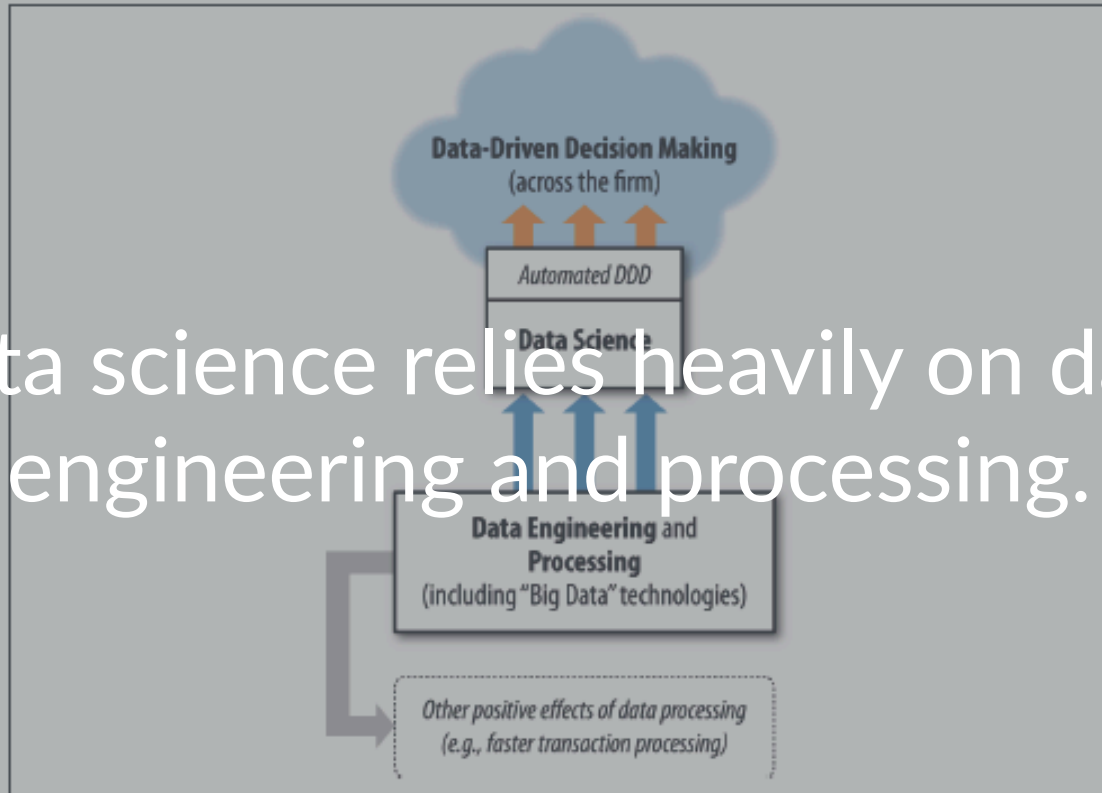 Data-Driven Decision Making
(across the firm)
Automated DDD
Data Science
ta science relies heavily on d
engineering and processing.
Data Engineering and
Processing
(including “Big Data” technologies)
Other positive effects of data processing
(e.g., faster transaction processing)